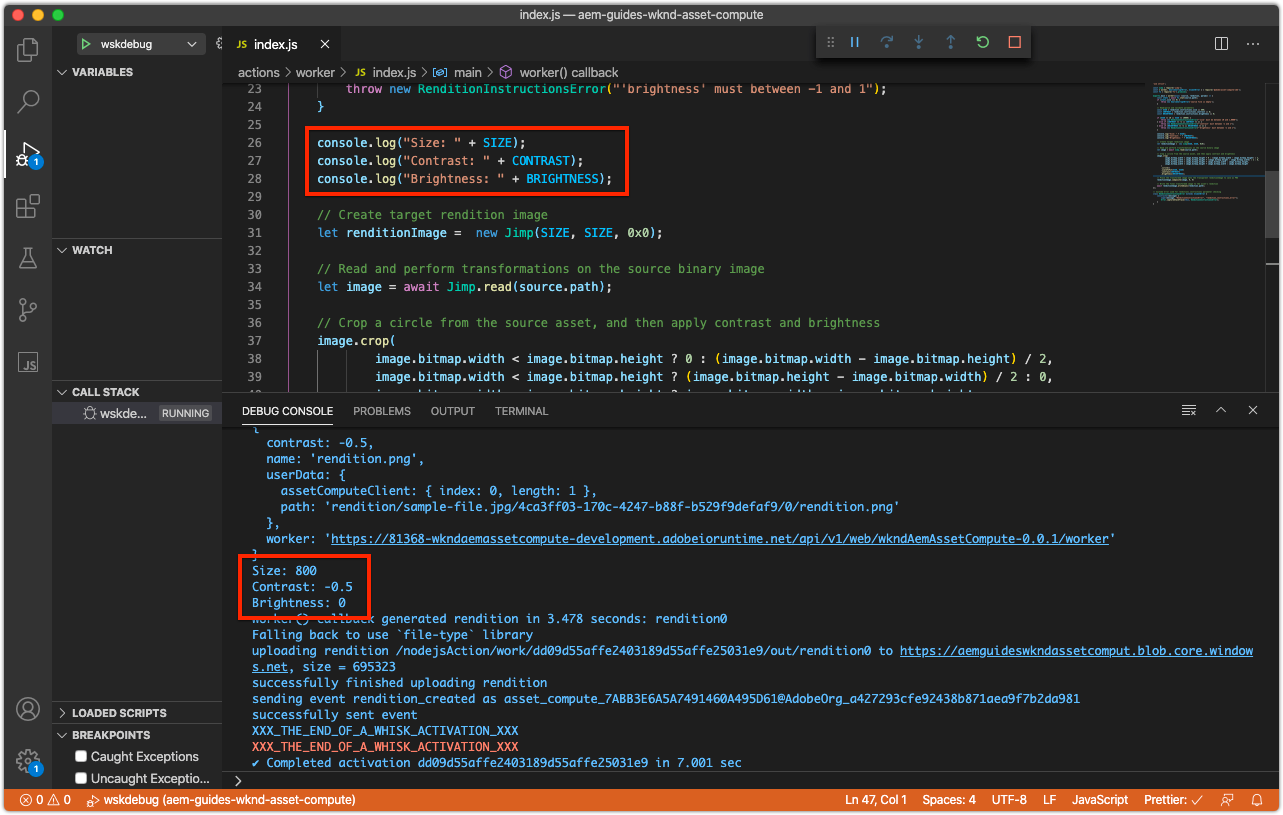 index.js — aem-guides-wknd-asset-compute
wskdebug
JS index.js
VARIABLES
actions > worker > JS index.js > main > worker() callback
23 throw new RenditionInstructionsError("'brightness' must between -1 and 1");
24 }
25
26 console.log("Size: " + SIZE);
27 console.log("Contrast: " + CONTRAST);
28 console.log("Brightness: " + BRIGHTNESS);
29
30 // Create target rendition image
31 let renditionImage =  new Jimp(SIZE, SIZE, 0x0);
32
33 // Read and perform transformations on the source binary image
34 let image = await Jimp.read(source.path);
35
36 // Crop a circle from the source asset, and then apply contrast and brightness
37 image.crop(
38 image.bitmap.width < image.bitmap.height ? 0 : (image.bitmap.width - image.bitmap.height) / 2,
39 image.bitmap.width < image.bitmap.height ? (image.bitmap.height - image.bitmap.width) / 2 : 0,
1
WATCH
JS
CALL STACK
wskde... RUNNING
DEBUG CONSOLE PROBLEMS OUTPUT TERMINAL
{
contrast: -0.5,
name: 'rendition.png',
userData: {
assetComputeClient: { index: 0, length: 1 },
path: 'rendition/sample-file.jpg/4ca3ff03-170c-4247-b88f-b529f9defaf9/0/rendition.png'
},
worker: 'https://81368-wkndaemassetcompute-development.adobeioruntime.net/api/v1/web/wkndAemAssetCompute-0.0.1/worker'
}
Size: 800
Contrast: -0.5
Brightness: 0
worker() callback generated rendition in 3.478 seconds: rendition0
Falling back to use `file-type` library
uploading rendition /nodejsAction/work/dd09d55affe2403189d55affe25031e9/out/rendition0 to https://aemguideswkndassetcomput.blob.core.window
s.net, size = 695323
successfully finished uploading rendition
sending event rendition_created as asset_compute_7ABB3E6A5A7491460A495D61@AdobeOrg_a427293cfe92438b871aea9f7b2da981
successfully sent event
XXX_THE_END_OF_A_WHISK_ACTIVATION_XXX
XXX_THE_END_OF_A_WHISK_ACTIVATION_XXX
✔ Completed activation dd09d55affe2403189d55affe25031e9 in 7.001 sec
>
LOADED SCRIPTS
BREAKPOINTS
Caught Exceptions
Uncaught Exceptio...
1
0 0 wskdebug (aem-guides-wknd-asset-compute) Ln 47, Col 1 Spaces: 4 UTF-8 LF JavaScript Prettier: ✓